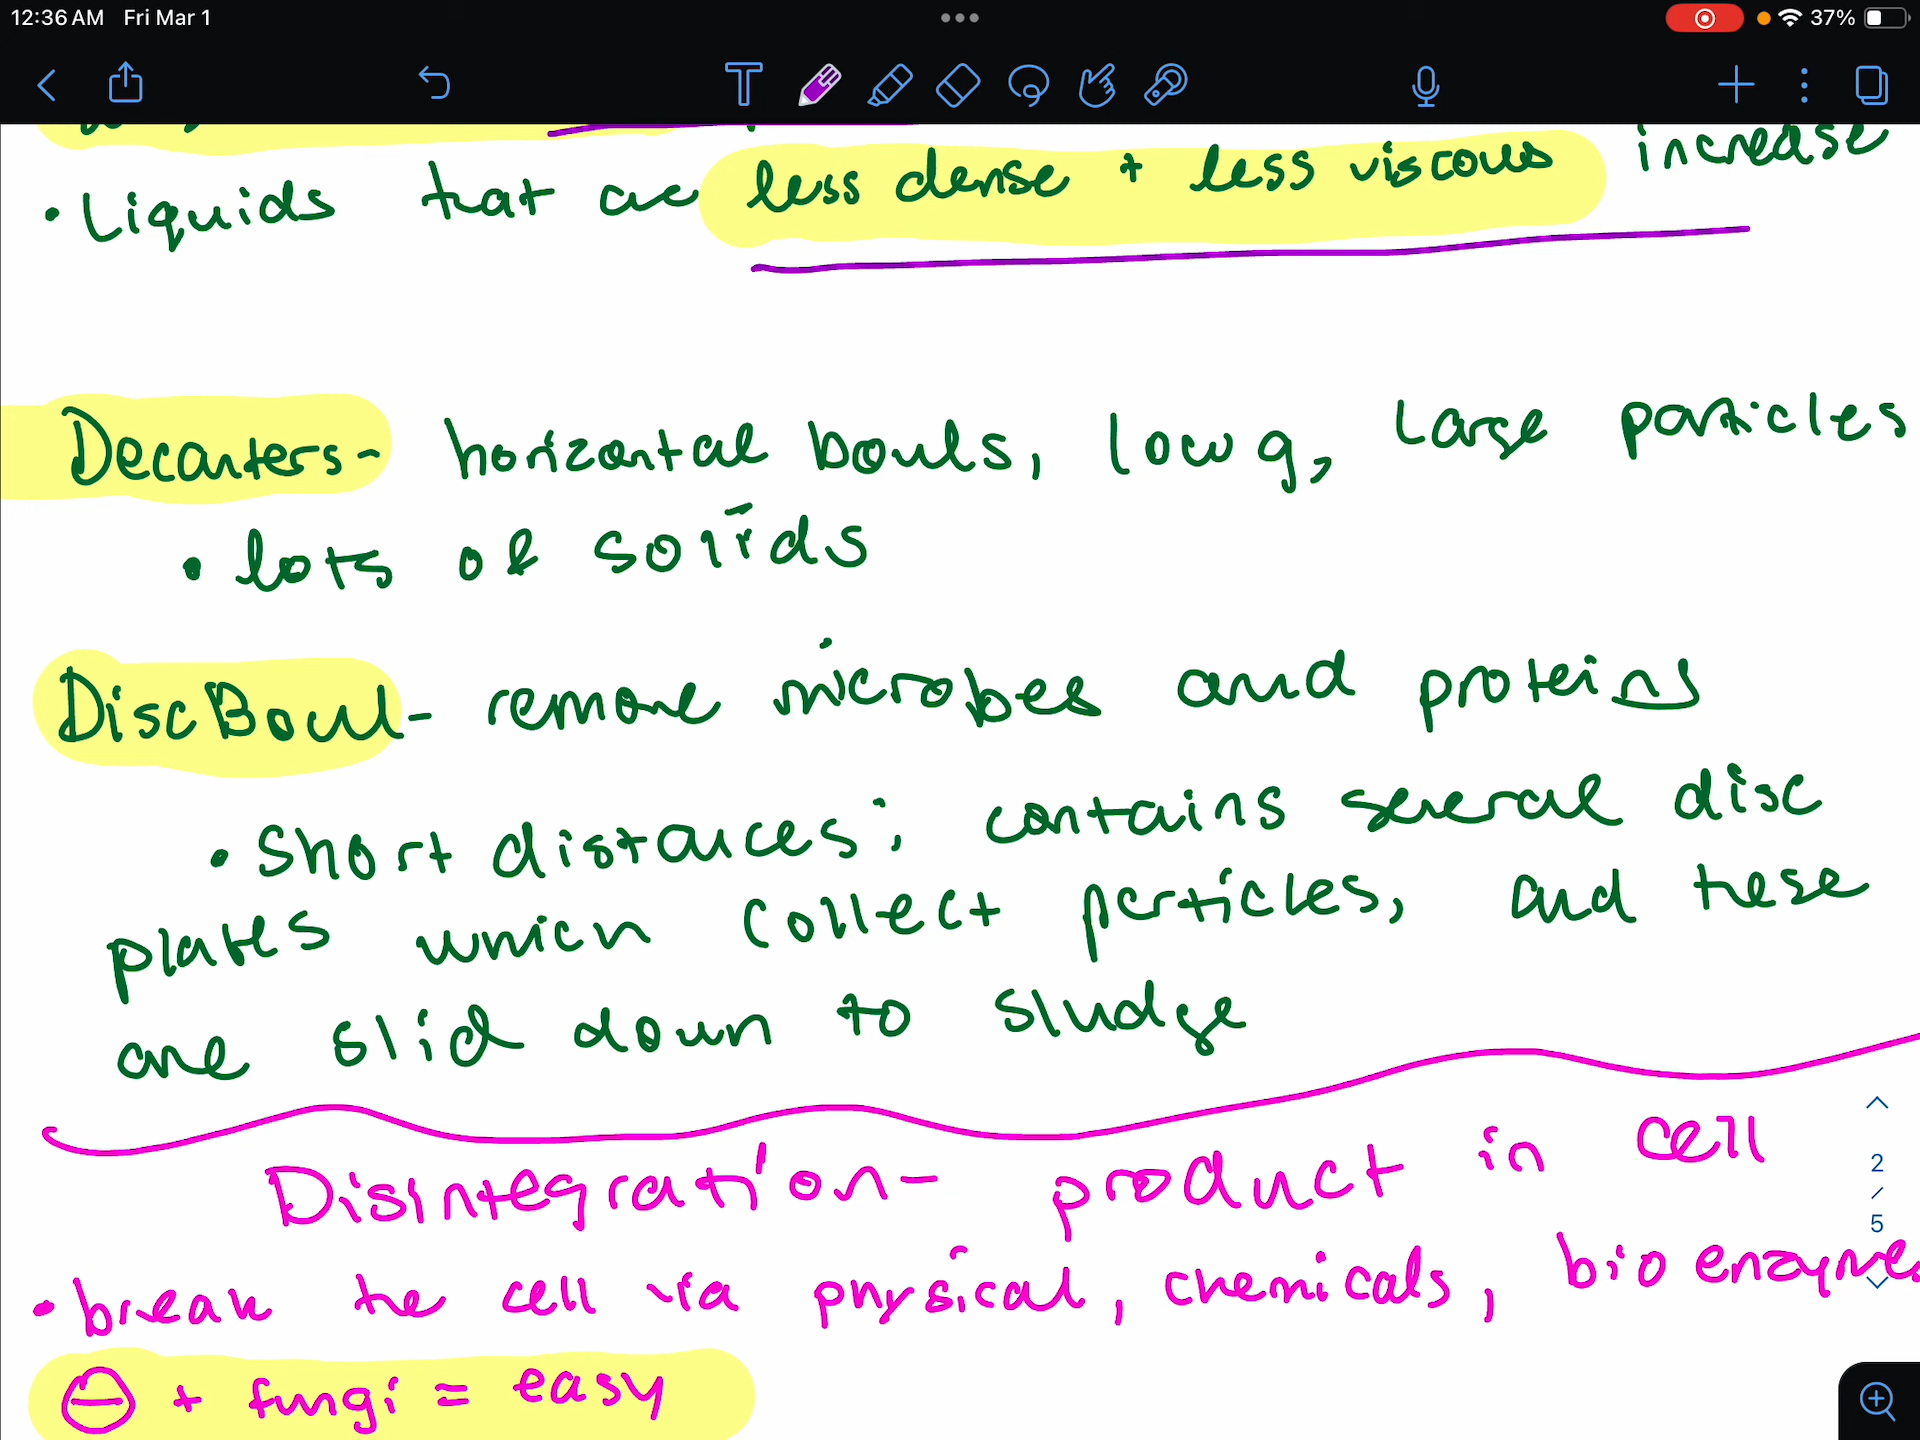 12:36 AM Fri Mar 1
37%
• Liquids that are less dense + less viscous increase
Decanters- horizontal bowls, low g, Large particles
• lots of solids
Disc Bowl- remove microbes and proteins
• Short distances; contains several disc
plates which collect particles, and these
are slid down to sludge
Disintegration- product in cell
• break the cell via physical, chemicals, bio enzymes
⊖ + fungi = easy
2
/
5